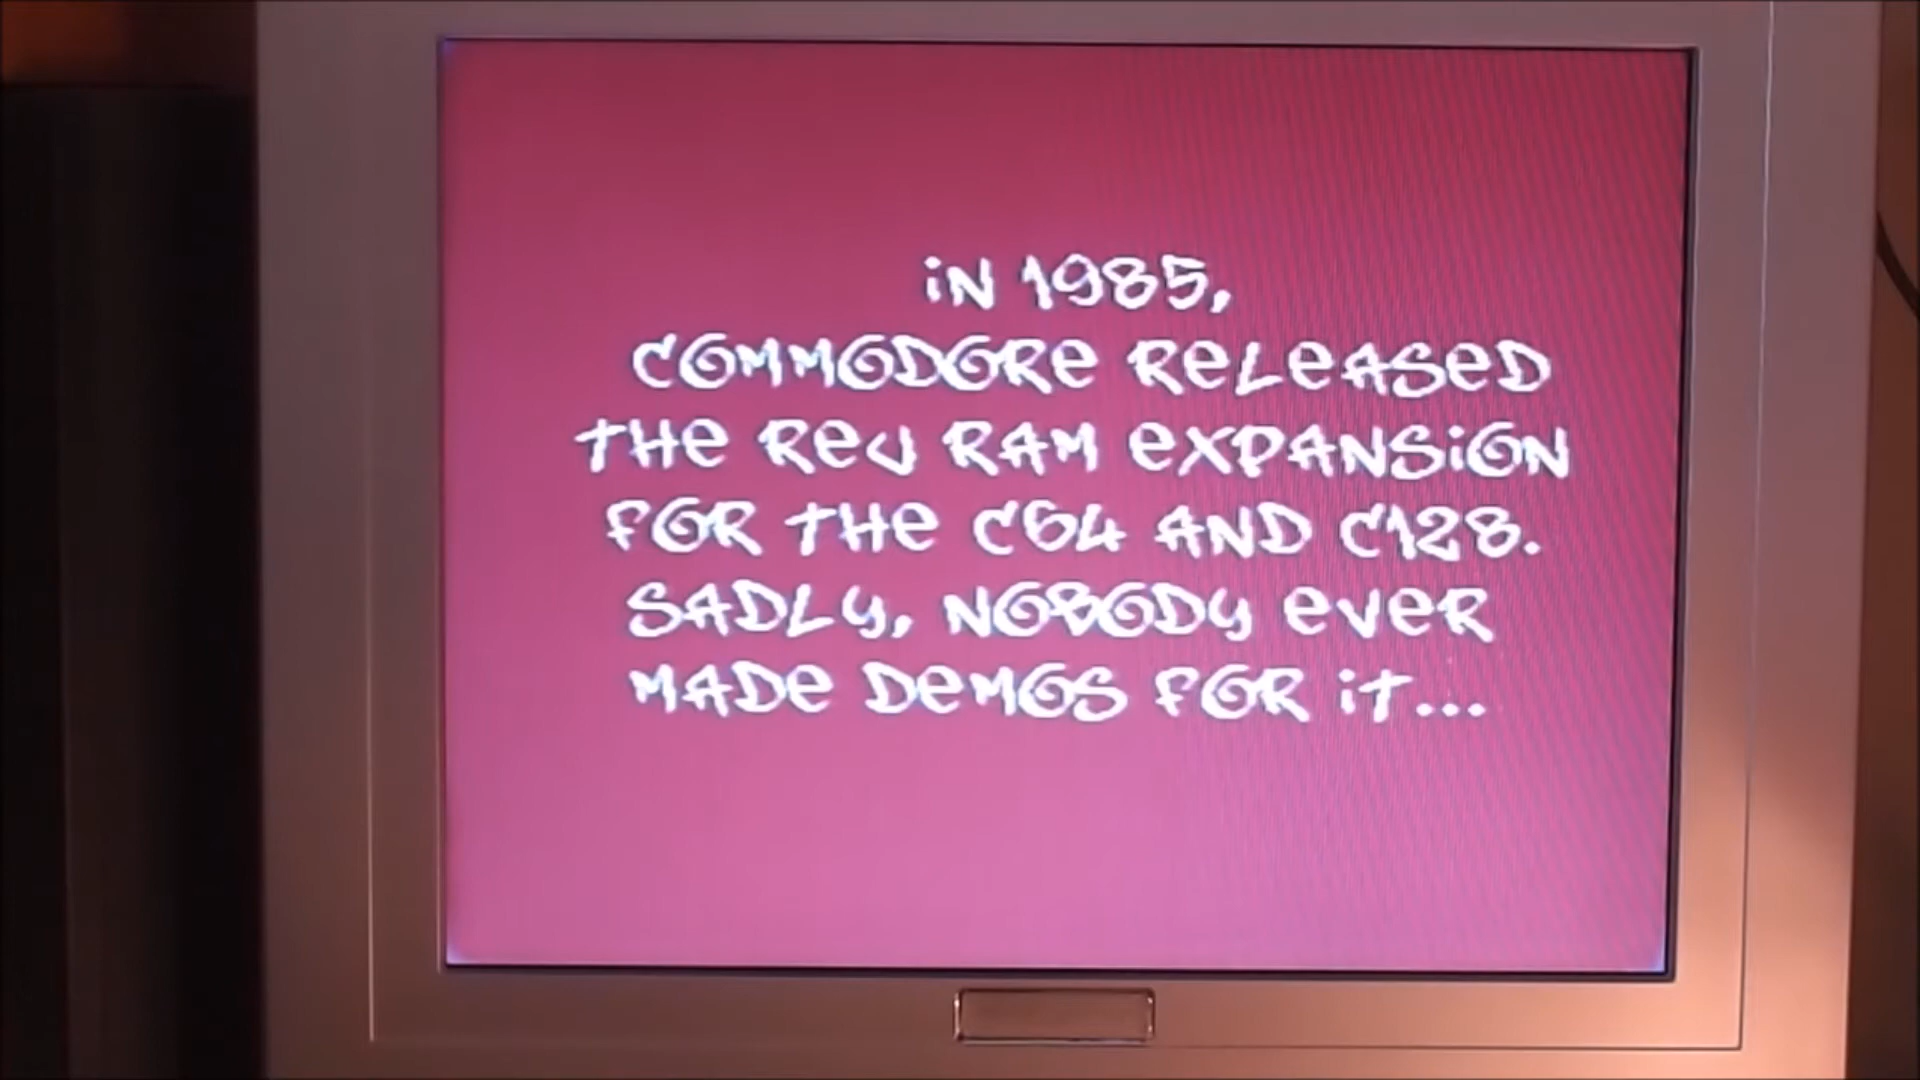 iN 1985,
COMMODORe ReLeASeD
THe ReU RAM eXPANSiON
FOR THe C64 AND C128.
SADLY, NOBODY eVeR
MADe DeMOS FOR iT...